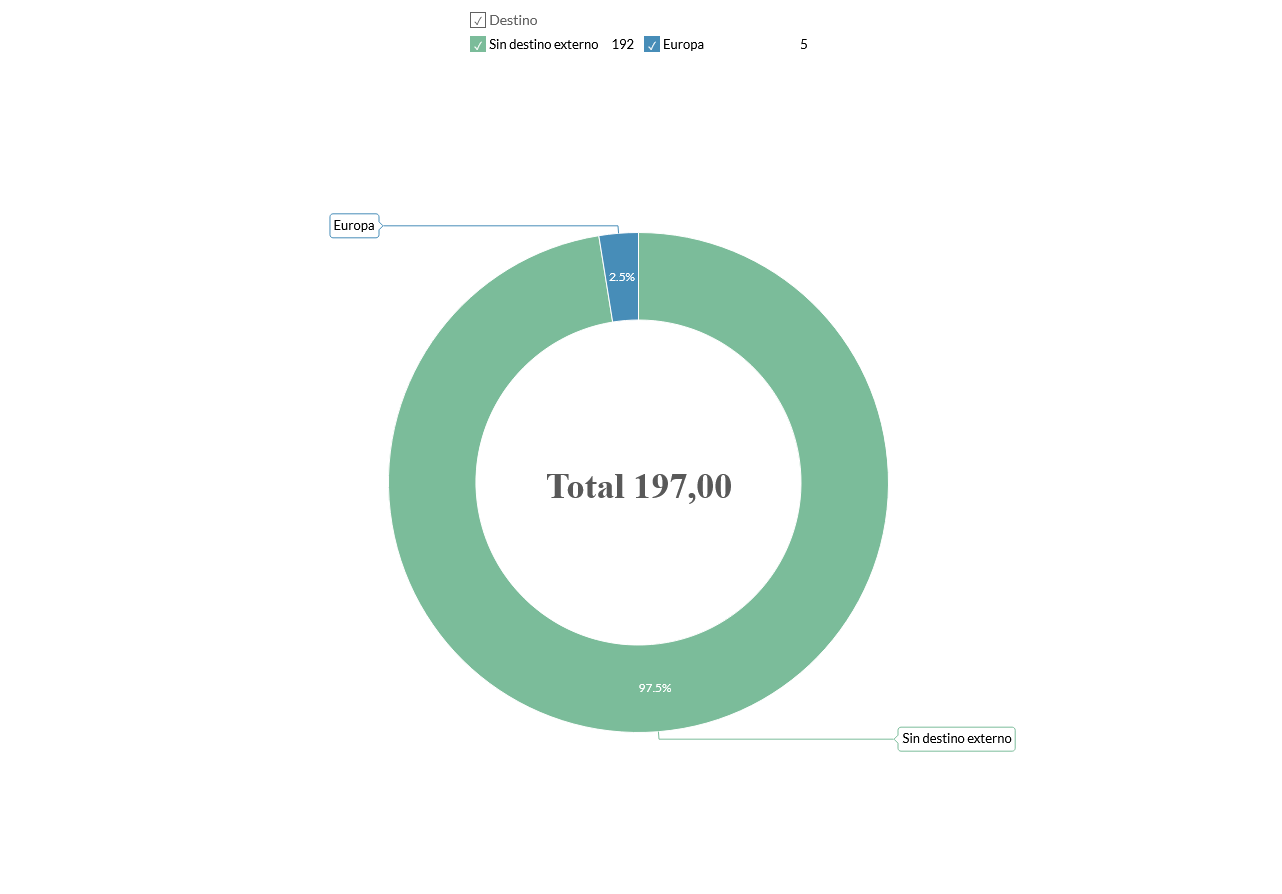 Destino
Sin destino externo 192 Europa 5
Europa
2.5%
Total 197,00
97.5%
Sin destino externo